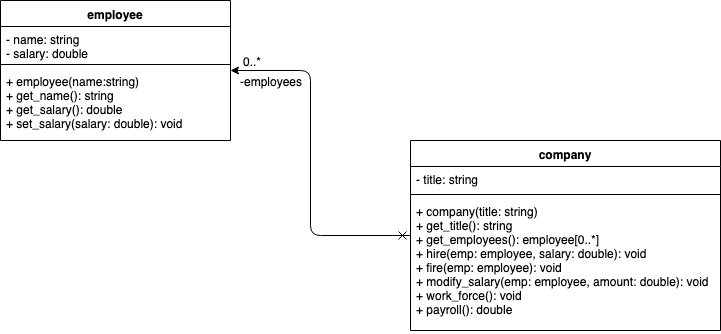 employee
- name: string
- salary: double
+ employee(name:string)
+ get_name(): string
+ get_salary(): double
+ set_salary(salary: double): void
0..*
-employees
company
- title: string
+ company(title: string)
+ get_title(): string
+ get_employees(): employee[0..*]
+ hire(emp: employee, salary: double): void
+ fire(emp: employee): void
+ modify_salary(emp: employee, amount: double): void
+ work_force(): void
+ payroll(): double